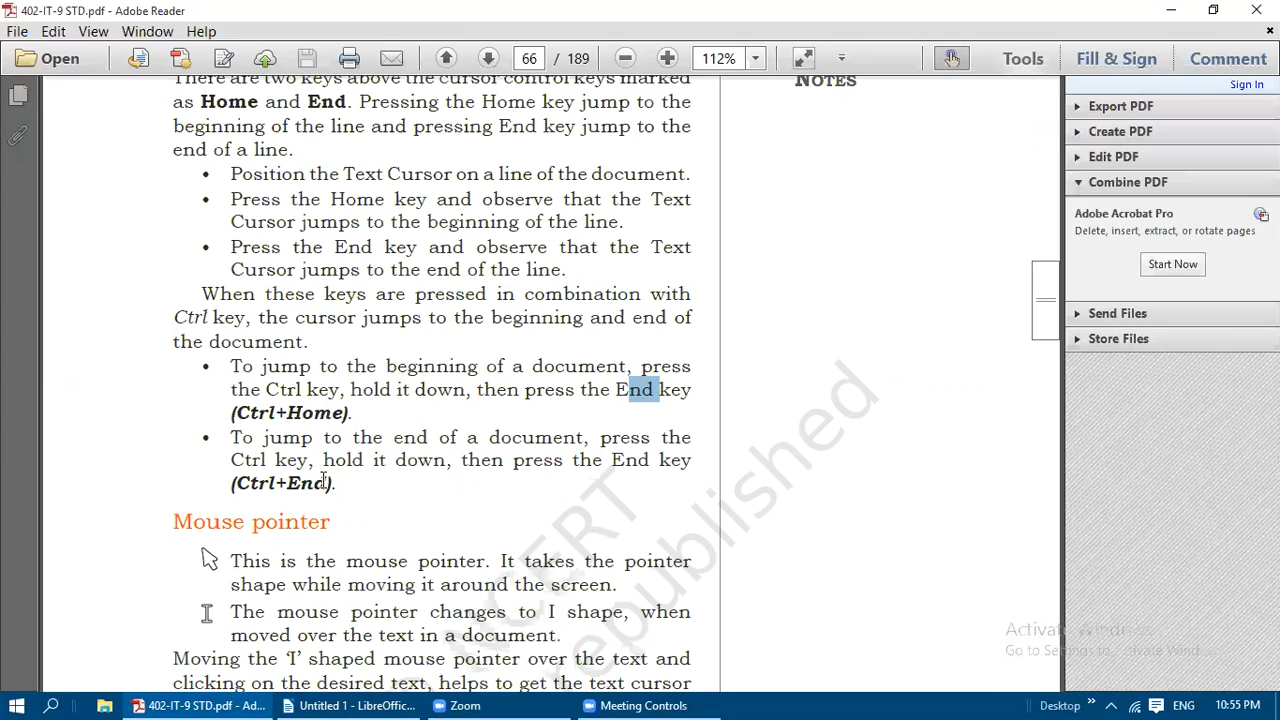 402-IT-9 STD.pdf - Adobe Reader
File Edit View Window Help
Open 66 / 189 112% Tools Fill & Sign Comment
There are two keys above the cursor control keys marked
as Home and End. Pressing the Home key jump to the
beginning of the line and pressing End key jump to the
end of a line.
• Position the Text Cursor on a line of the document.
• Press the Home key and observe that the Text
Cursor jumps to the beginning of the line.
• Press the End key and observe that the Text
Cursor jumps to the end of the line.
When these keys are pressed in combination with
Ctrl key, the cursor jumps to the beginning and end of
the document.
• To jump to the beginning of a document, press
the Ctrl key, hold it down, then press the End key
(Ctrl+Home).
• To jump to the end of a document, press the
Ctrl key, hold it down, then press the End key
(Ctrl+End).
Mouse pointer
This is the mouse pointer. It takes the pointer
shape while moving it around the screen.
The mouse pointer changes to I shape, when
moved over the text in a document.
Moving the 'I' shaped mouse pointer over the text and
clicking on the desired text, helps to get the text cursor
NOTES
NCERT
republished
Sign In
Export PDF
Create PDF
Edit PDF
Combine PDF
Adobe Acrobat Pro
Delete, insert, extract, or rotate pages
Start Now
Send Files
Store Files
Activate Windows
Go to Settings to Activate Wind...
402-IT-9 STD.pdf - Ad... Untitled 1 - LibreOffic... Zoom Meeting Controls Desktop ENG 10:55 PM